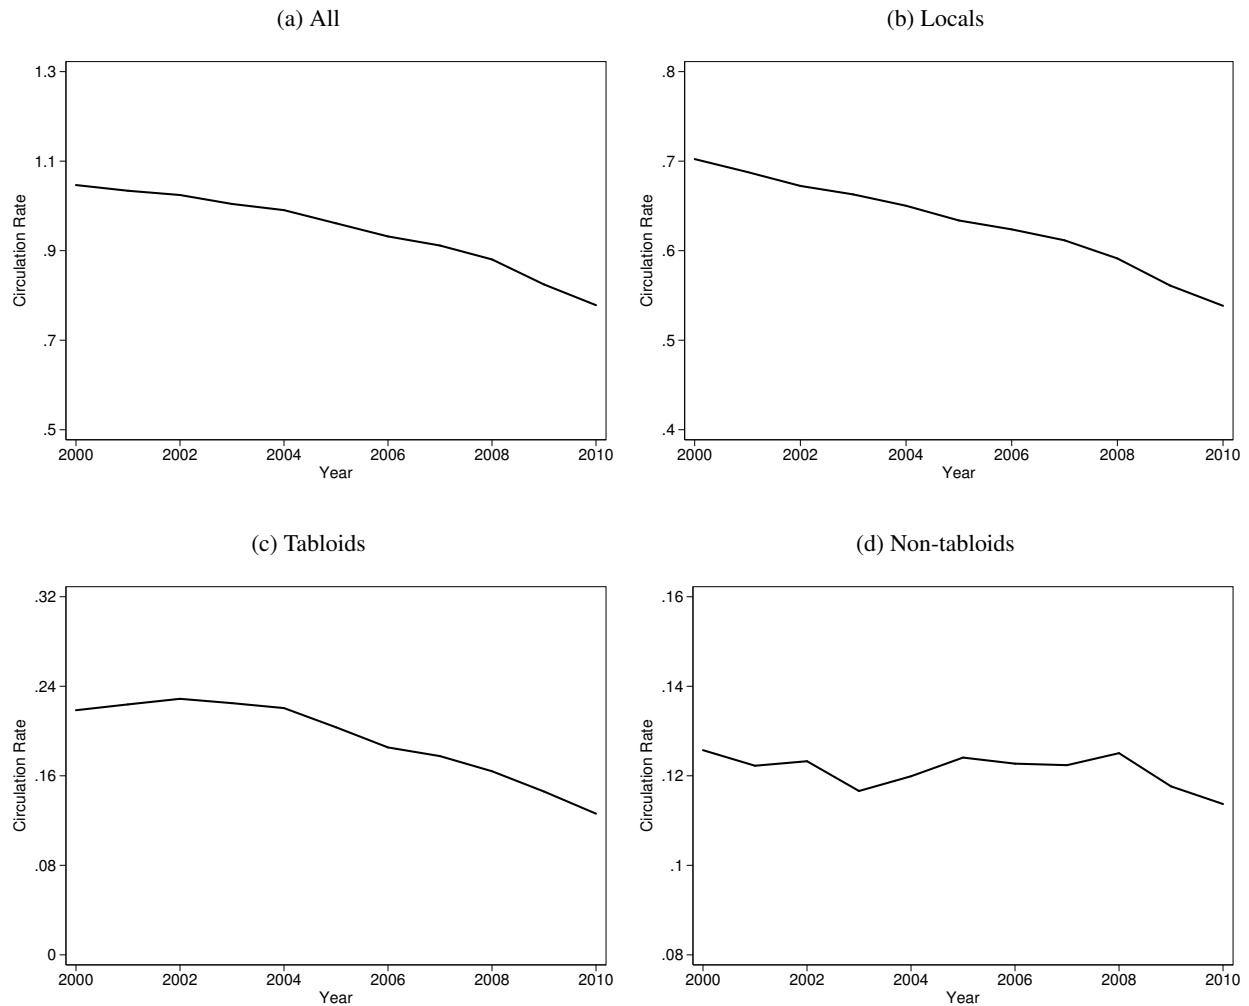 (a) All
1.3
1.1
.9
.7
.5
Circulation Rate
2000 2002 2004 2006 2008 2010
Year
(b) Locals
.8
.7
.6
.5
.4
Circulation Rate
2000 2002 2004 2006 2008 2010
Year
(c) Tabloids
.32
.24
.16
.08
0
Circulation Rate
2000 2002 2004 2006 2008 2010
Year
(d) Non-tabloids
.16
.14
.12
.1
.08
Circulation Rate
2000 2002 2004 2006 2008 2010
Year